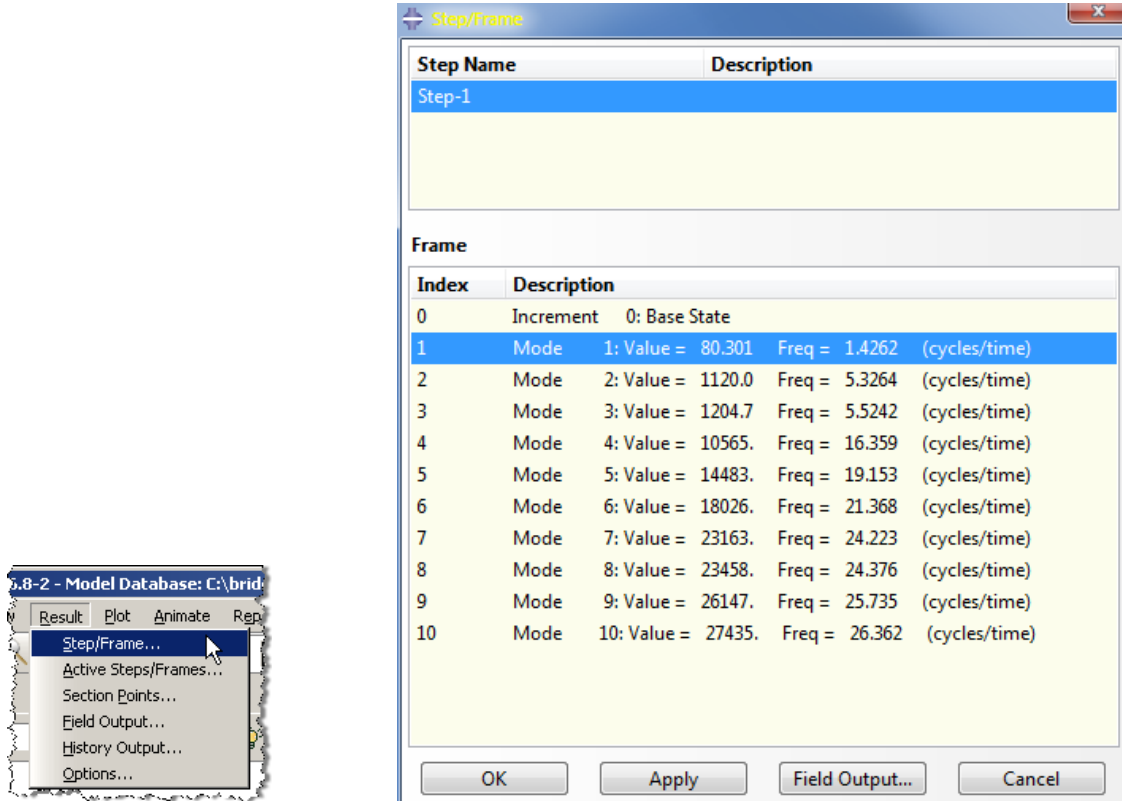 Step/Frame
Step Name Description
Step-1
Frame
Index Description
0 Increment 0: Base State
1 Mode 1: Value = 80.301 Freq = 1.4262 (cycles/time)
2 Mode 2: Value = 1120.0 Freq = 5.3264 (cycles/time)
3 Mode 3: Value = 1204.7 Freq = 5.5242 (cycles/time)
4 Mode 4: Value = 10565. Freq = 16.359 (cycles/time)
5 Mode 5: Value = 14483. Freq = 19.153 (cycles/time)
6 Mode 6: Value = 18026. Freq = 21.368 (cycles/time)
7 Mode 7: Value = 23163. Freq = 24.223 (cycles/time)
8 Mode 8: Value = 23458. Freq = 24.376 (cycles/time)
9 Mode 9: Value = 26147. Freq = 25.735 (cycles/time)
10 Mode 10: Value = 27435. Freq = 26.362 (cycles/time)
OK Apply Field Output... Cancel
.8-2 - Model Database: C:\brid
Result Plot Animate Rep
Step/Frame...
Active Steps/Frames...
Section Points...
Field Output...
History Output...
Options...